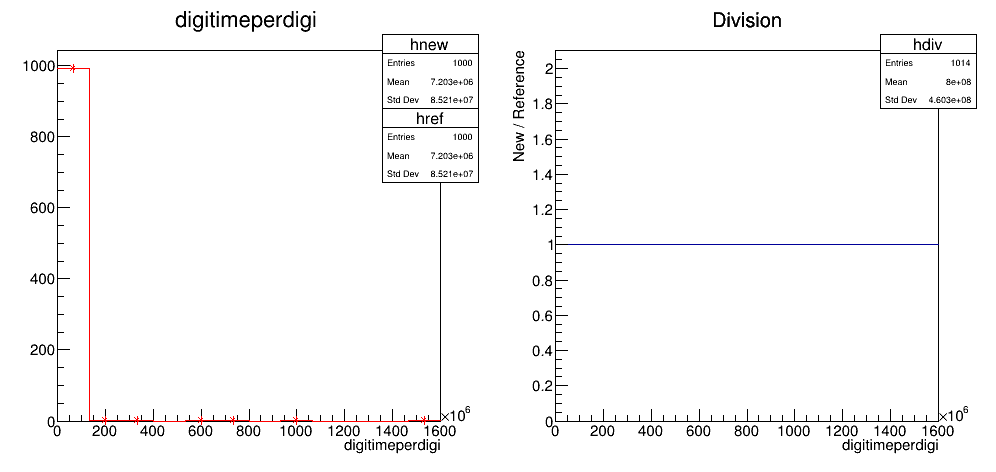 digitimeperdigi
hnew
Entries 1000
Mean 7.203e+06
Std Dev 8.521e+07
href
Entries 1000
Mean 7.203e+06
Std Dev 8.521e+07
1000
800
600
400
200
0
0 200 400 600 800 1000 1200 1400 1600
×10^6
digitimeperdigi
Division
hdiv
Entries 1014
Mean 8e+08
Std Dev 4.603e+08
New / Reference
2
1.8
1.6
1.4
1.2
1
0.8
0.6
0.4
0.2
0
0 200 400 600 800 1000 1200 1400 1600
×10^6
digitimeperdigi